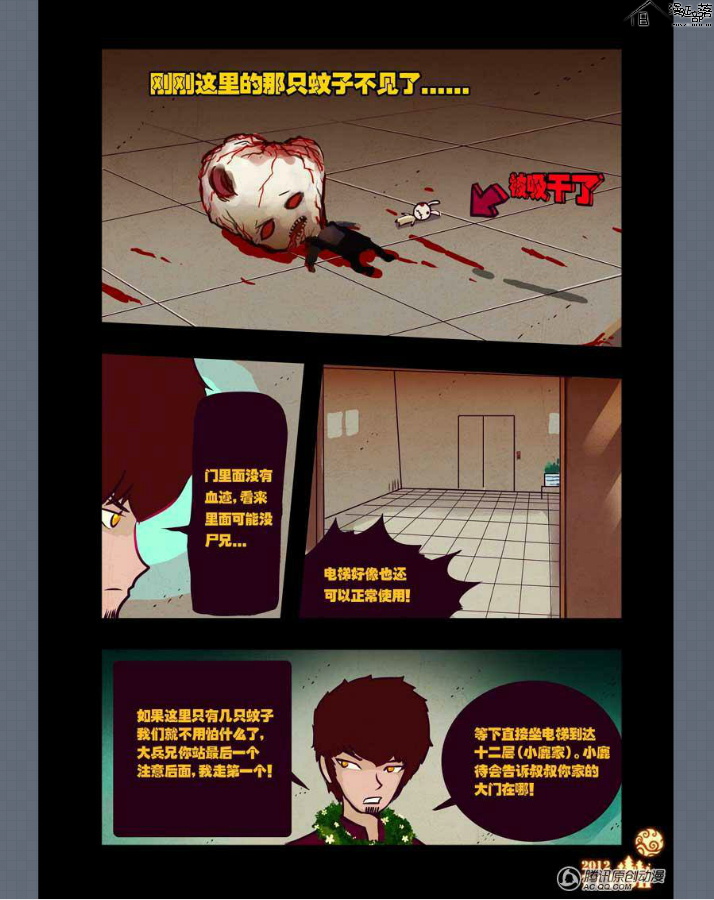 漫画部落
刚刚这里的那只蚊子不见了......
被吸干了
门里面没有
血迹，看来
里面可能没
尸兄...
电梯好像也还
可以正常使用！
如果这里只有几只蚊子
我们就不用怕什么了，
大兵兄你站最后一个
注意后面，我走第一个！
等下直接坐电梯到达
十二层（小鹿家）。小鹿
待会告诉叔叔你家的
大门在哪！
2012
腾讯原创动漫
AC.QQ.COM